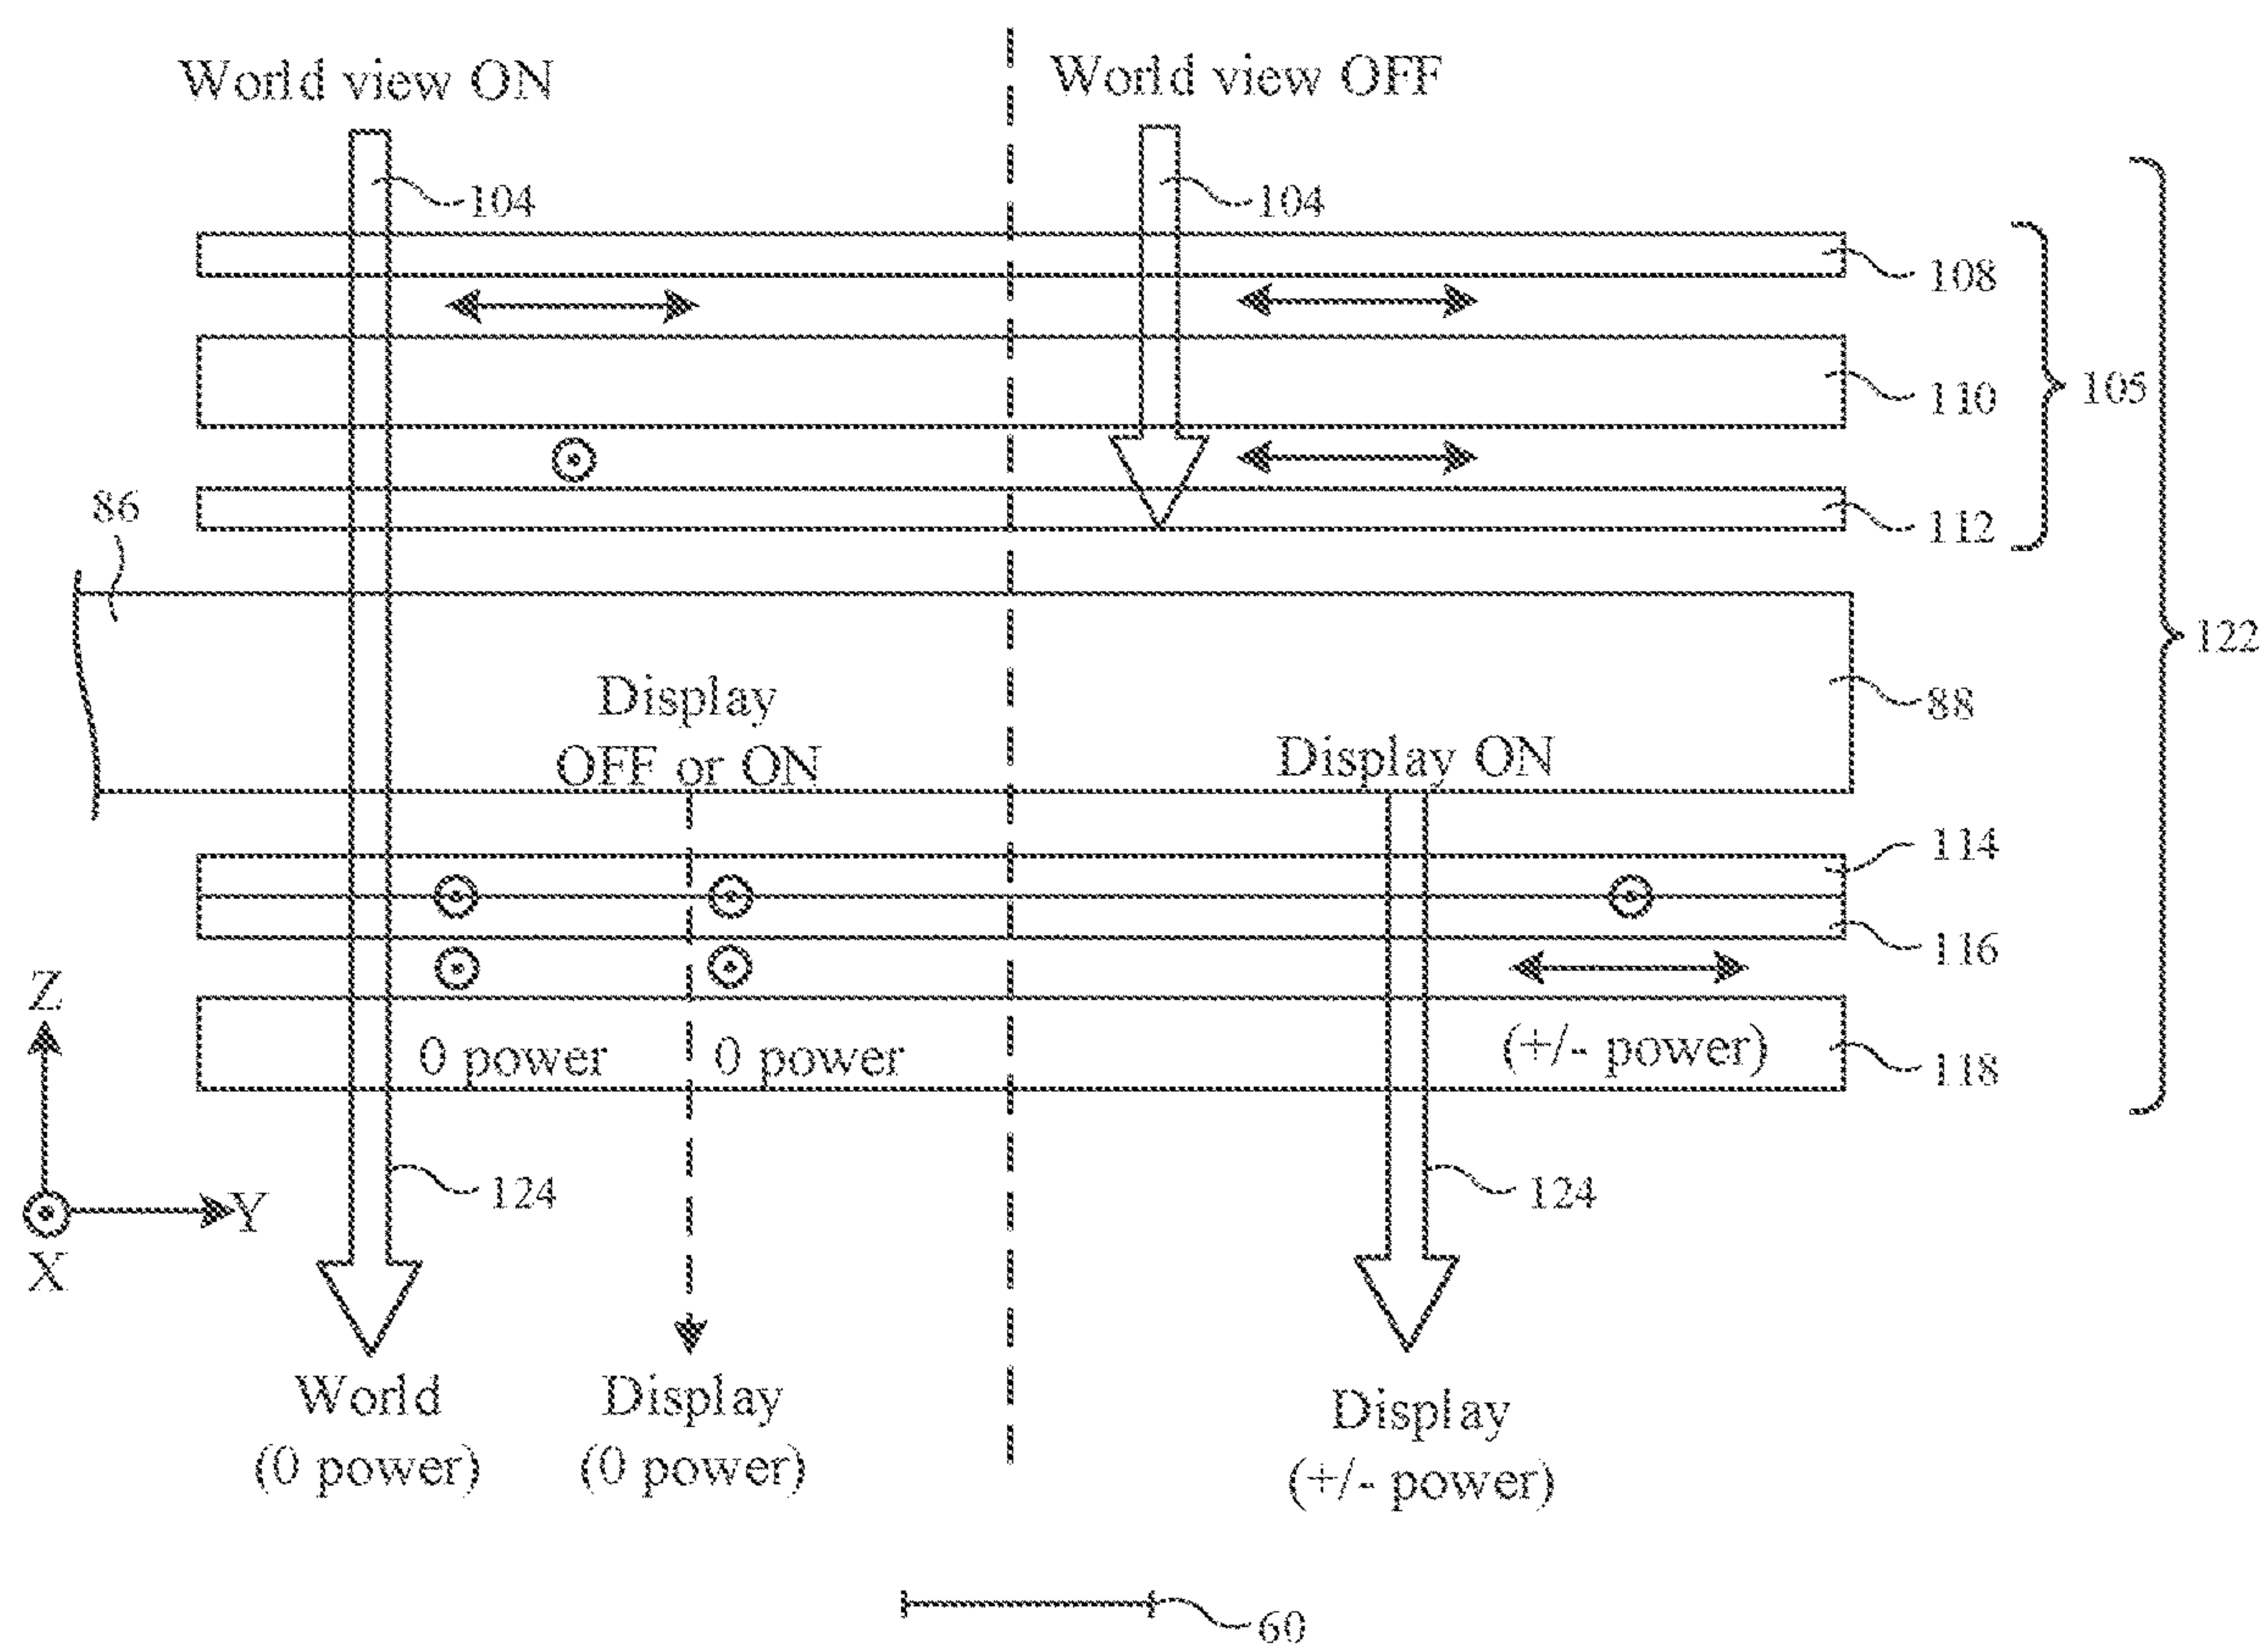 World view ON
World view OFF
104
104
108
110
105
112
86
122
Display
OFF or ON
88
Display ON
114
116
Z
0 power
0 power
(+/- power)
118
124
124
Y
X
World
(0 power)
Display
(0 power)
Display
(+/- power)
60